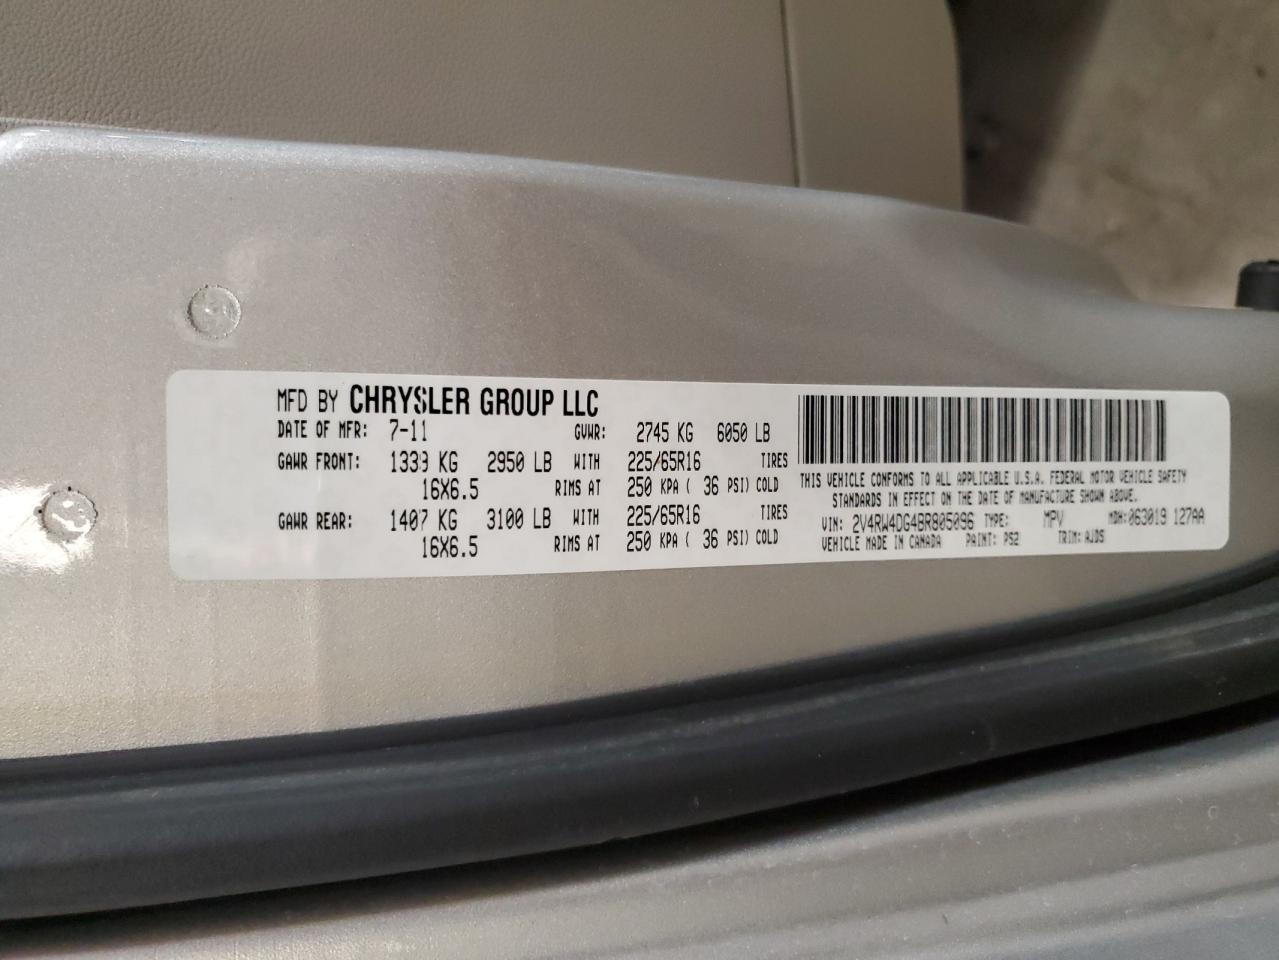 MFD BY CHRYSLER GROUP LLC
DATE OF MFR: 7-11 GVWR: 2745 KG 6050 LB
GAWR FRONT: 1339 KG 2950 LB WITH 225/65R16 TIRES
16X6.5 RIMS AT 250 KPA ( 36 PSI) COLD
GAWR REAR: 1407 KG 3100 LB WITH 225/65R16 TIRES
16X6.5 RIMS AT 250 KPA ( 36 PSI) COLD
THIS VEHICLE CONFORMS TO ALL APPLICABLE U.S.A. FEDERAL MOTOR VEHICLE SAFETY
STANDARDS IN EFFECT ON THE DATE OF MANUFACTURE SHOWN ABOVE.
VIN: 2V4RW4DG4BR805096 TYPE: MPV MDH: 063019 127AA
VEHICLE MADE IN CANADA PAINT: PS2 TRIM: AJDS